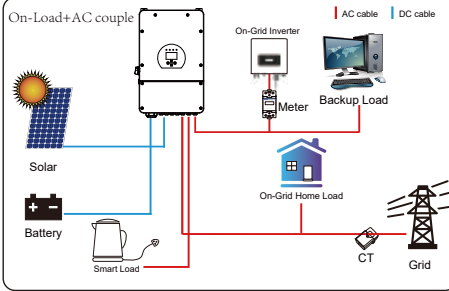 On-Load+AC couple
AC cable
DC cable
On-Grid Inverter
Meter
Backup Load
Solar
On-Grid Home Load
Battery
Smart Load
CT
Grid